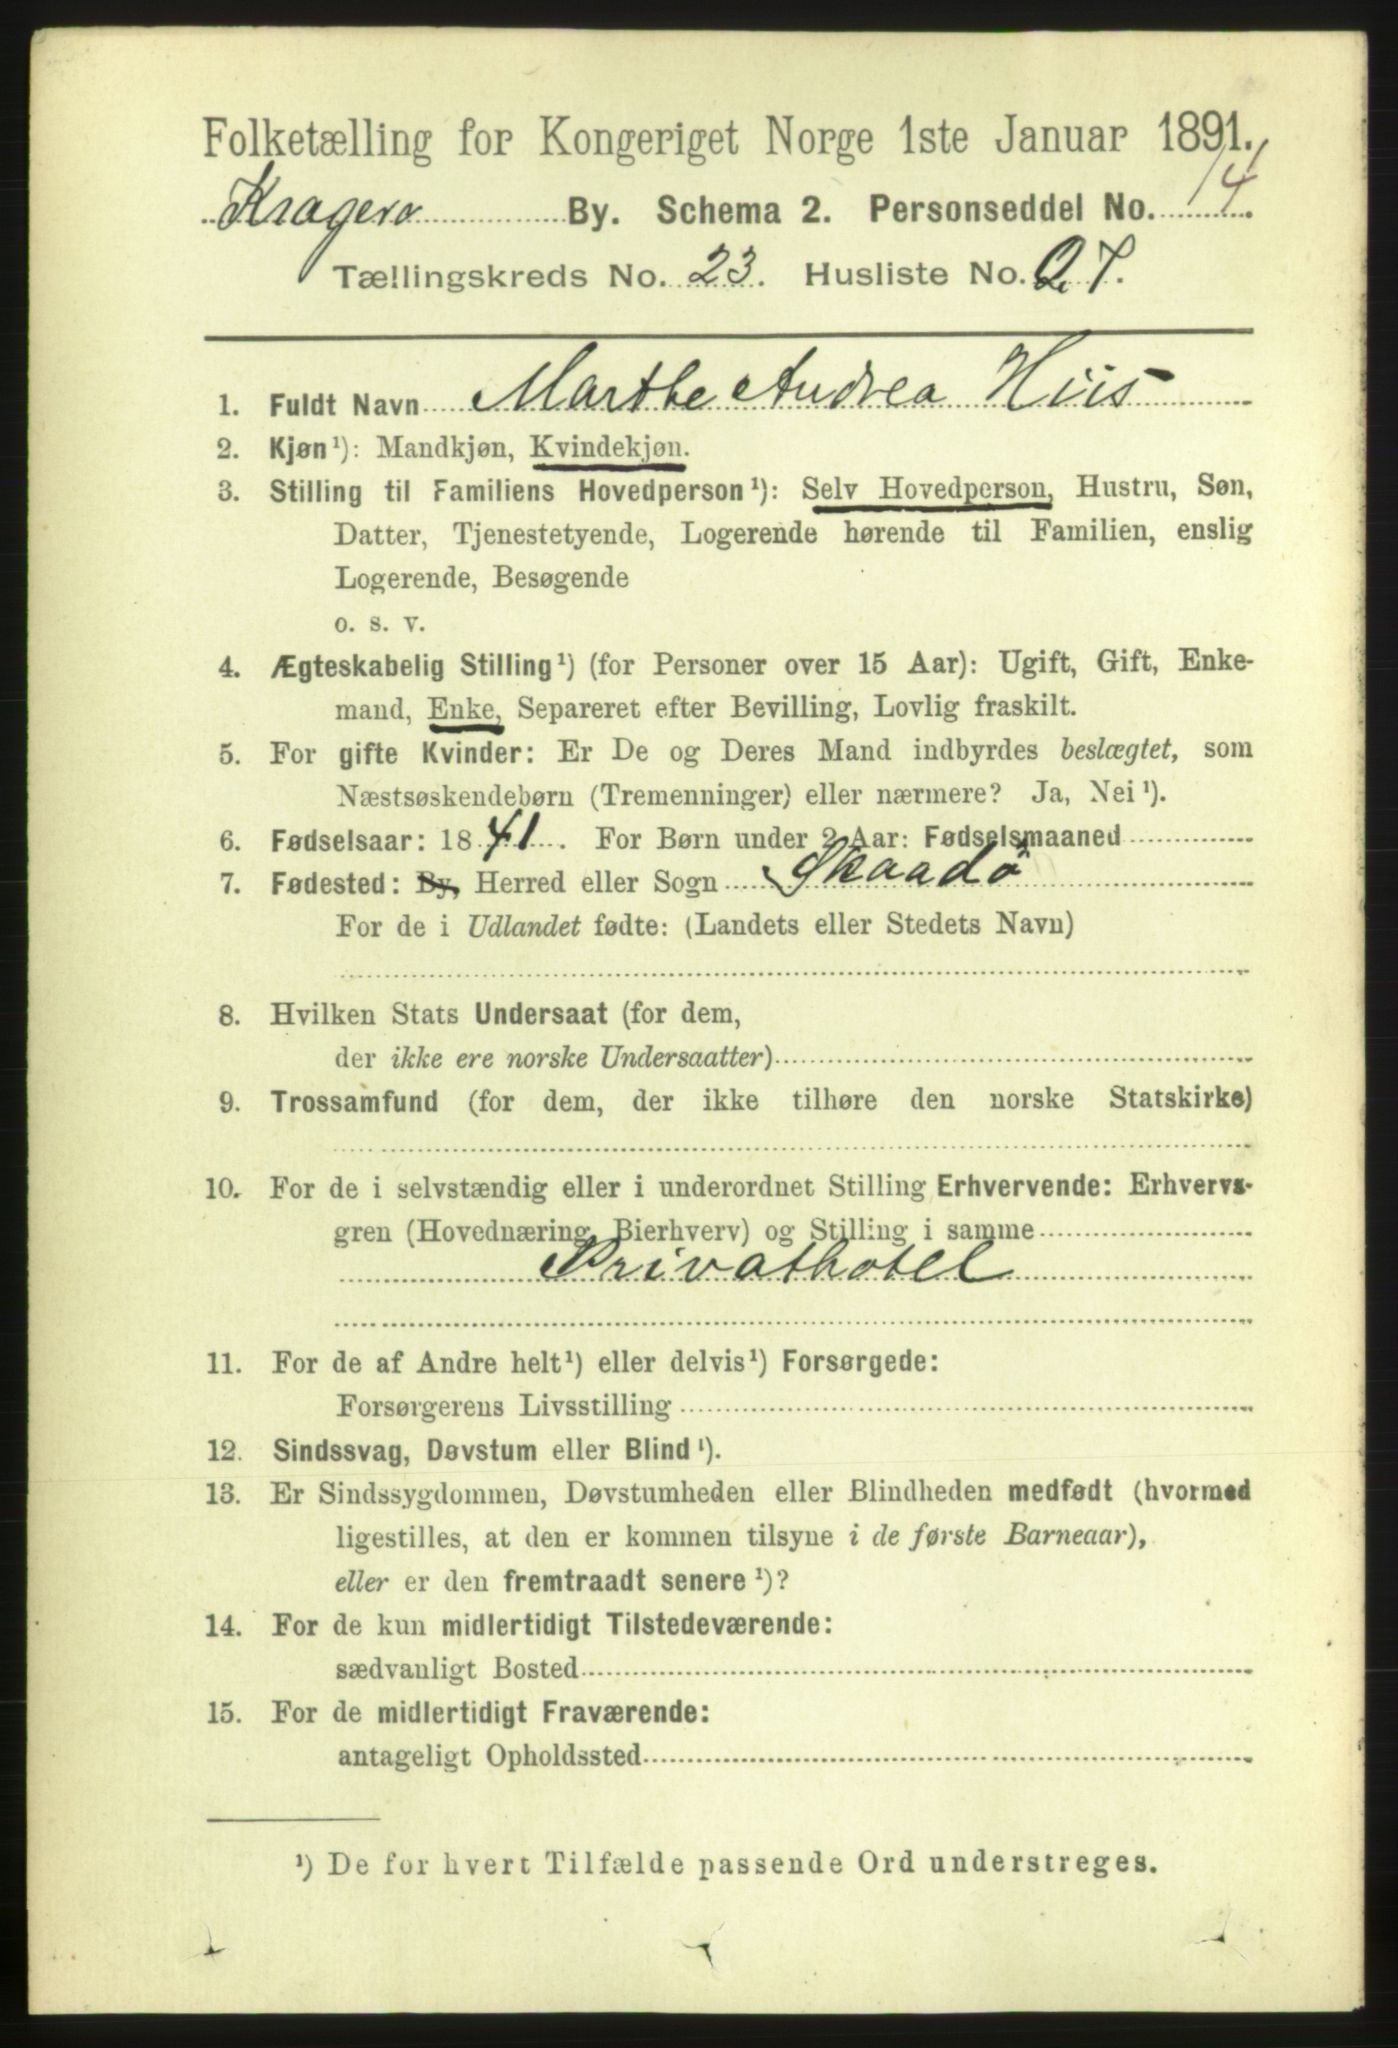 Folketælling for Kongeriget Norge 1ste Januar 1891.
Kragerø By. Schema 2. Personseddel No. 14.
Tællingskreds No. 23. Husliste No. 27.
1. Fuldt Navn Marthe Andrea Hiis
2. Kjøn¹): Mandkjøn, Kvindekjøn.
3. Stilling til Familiens Hovedperson¹): Selv Hovedperson, Hustru, Søn,
Datter, Tjenestetyende, Logerende hørende til Familien, enslig
Logerende, Besøgende
o. s. v.
4. Ægteskabelig Stilling¹) (for Personer over 15 Aar): Ugift, Gift, Enke-
mand, Enke, Separeret efter Bevilling, Lovlig fraskilt.
5. For gifte Kvinder: Er De og Deres Mand indbyrdes beslægtet, som
Næstsøskendebørn (Tremenninger) eller nærmere? Ja, Nei¹).
6. Fødselsaar: 1841. For Børn under 2 Aar: Fødselsmaaned
7. Fødested: By, Herred eller Sogn Skaadø
For de i Udlandet fødte: (Landets eller Stedets Navn)
8. Hvilken Stats Undersaat (for dem,
der ikke ere norske Undersaatter)
9. Trossamfund (for dem, der ikke tilhøre den norske Statskirke)
10. For de i selvstændig eller i underordnet Stilling Erhvervende: Erhvervs-
gren (Hovednæring, Bierhverv) og Stilling i samme
Privathotel
11. For de af Andre helt¹) eller delvis¹) Forsørgede:
Forsørgerens Livsstilling
12. Sindssvag, Døvstum eller Blind¹).
13. Er Sindssygdommen, Døvstumheden eller Blindheden medfødt (hvormed
ligestilles, at den er kommen tilsyne i de første Barneaar),
eller er den fremtraadt senere¹)?
14. For de kun midlertidigt Tilstedeværende:
sædvanligt Bosted
15. For de midlertidigt Fraværende:
antageligt Opholdssted
¹) De for hvert Tilfælde passende Ord understreges.